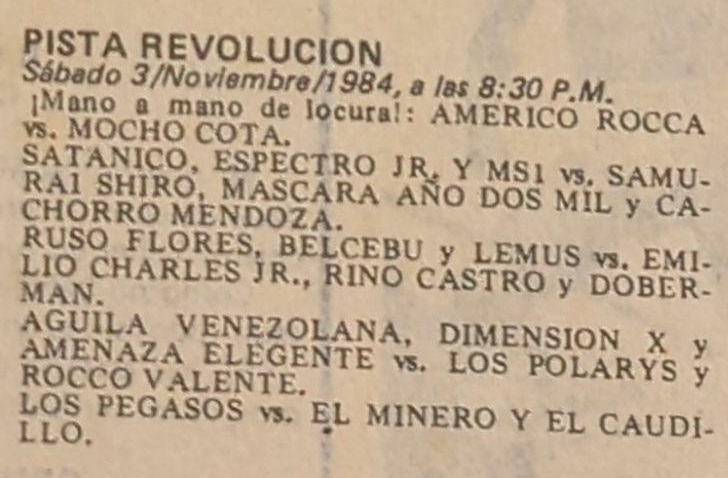 PISTA REVOLUCION
Sábado 3/Noviembre/1984, a las 8:30 P.M.
¡Mano a mano de locura!: AMERICO ROCCA
vs. MOCHO COTA.
SATANICO, ESPECTRO JR. Y MS1 vs. SAMU-
RAI SHIRO, MASCARA AÑO DOS MIL y CA-
CHORRO MENDOZA.
RUSO FLORES, BELCEBU y LEMUS vs. EMI-
LIO CHARLES JR., RINO CASTRO y DOBER-
MAN.
AGUILA VENEZOLANA, DIMENSION X y
AMENAZA ELEGENTE vs. LOS POLARYS y
ROCCO VALENTE.
LOS PEGASOS vs. EL MINERO Y EL CAUDI-
LLO.